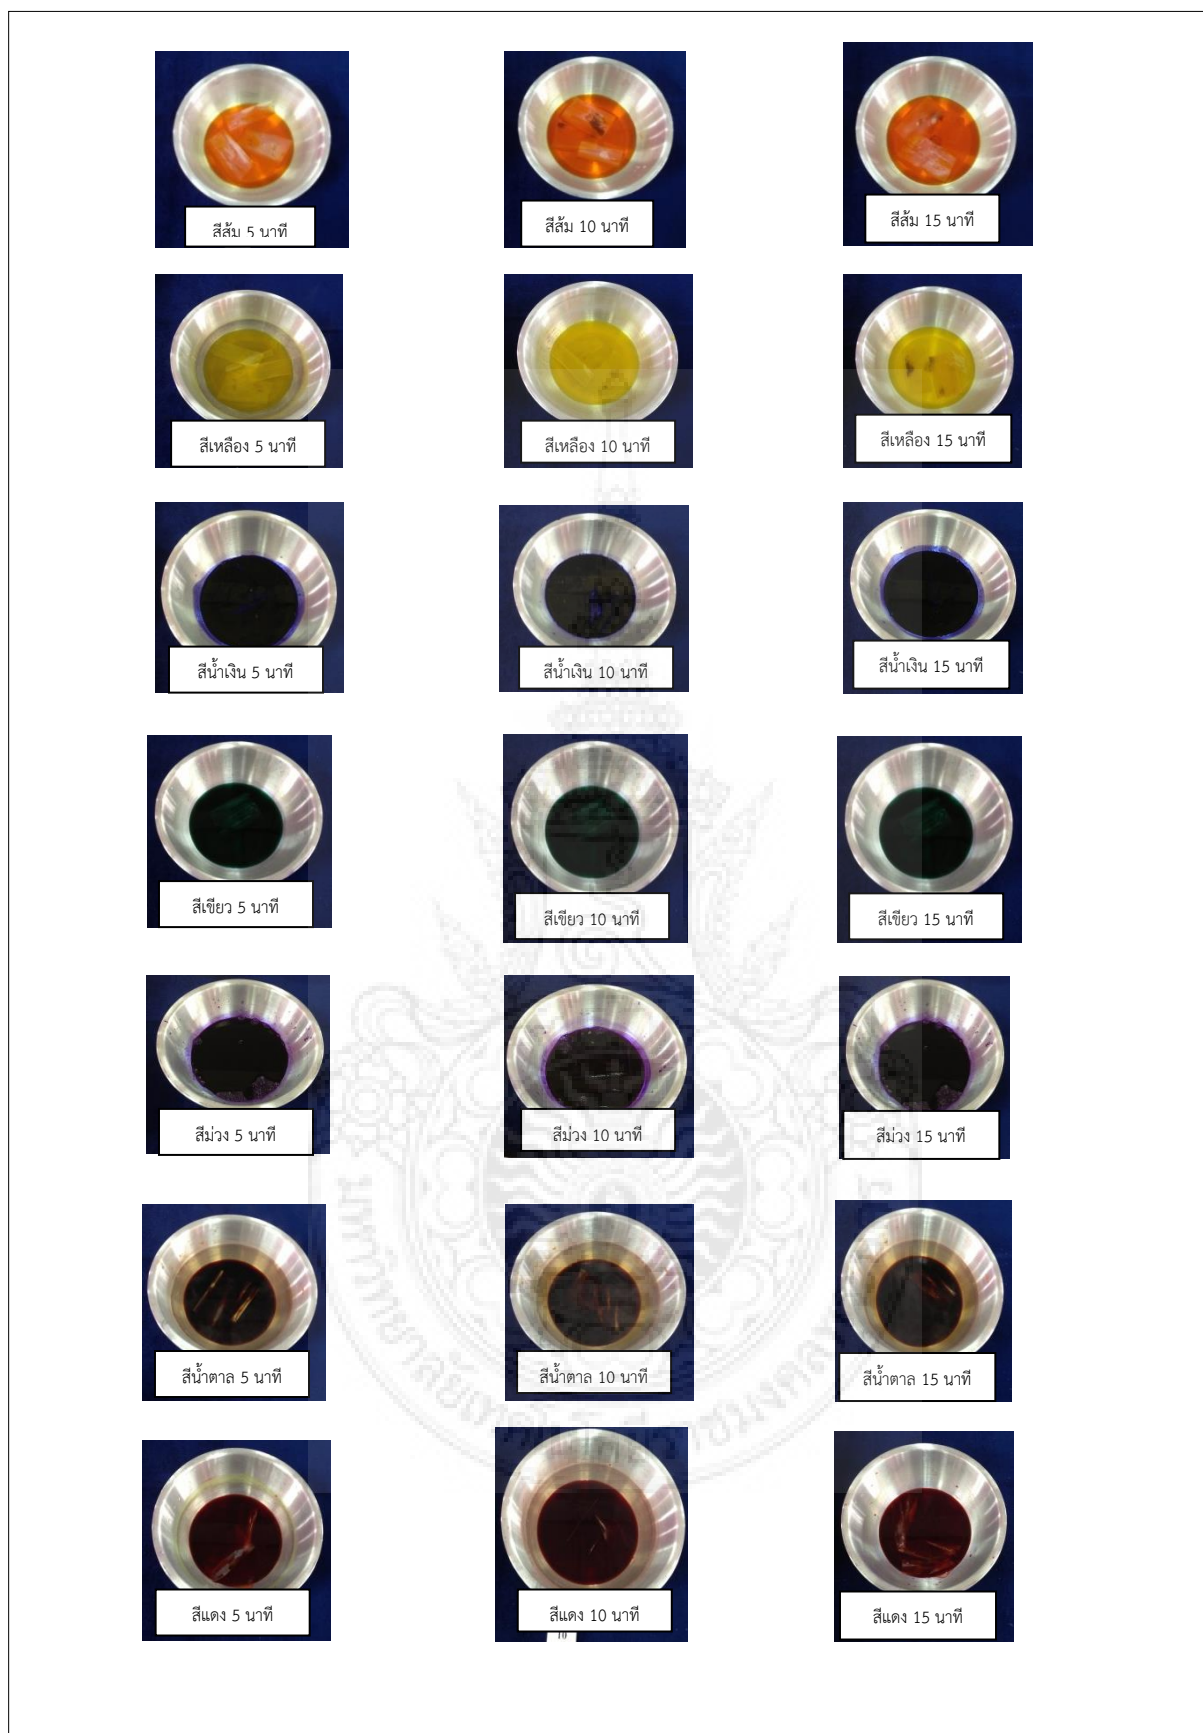 สีส้ม 5 นาที
สีส้ม 10 นาที
สีส้ม 15 นาที
สีเหลือง 5 นาที
สีเหลือง 10 นาที
สีเหลือง 15 นาที
สีน้ำเงิน 5 นาที
สีน้ำเงิน 10 นาที
สีน้ำเงิน 15 นาที
สีเขียว 5 นาที
สีเขียว 10 นาที
สีเขียว 15 นาที
สีม่วง 5 นาที
สีม่วง 10 นาที
สีม่วง 15 นาที
สีน้ำตาล 5 นาที
สีน้ำตาล 10 นาที
สีน้ำตาล 15 นาที
สีแดง 5 นาที
สีแดง 10 นาที
สีแดง 15 นาที